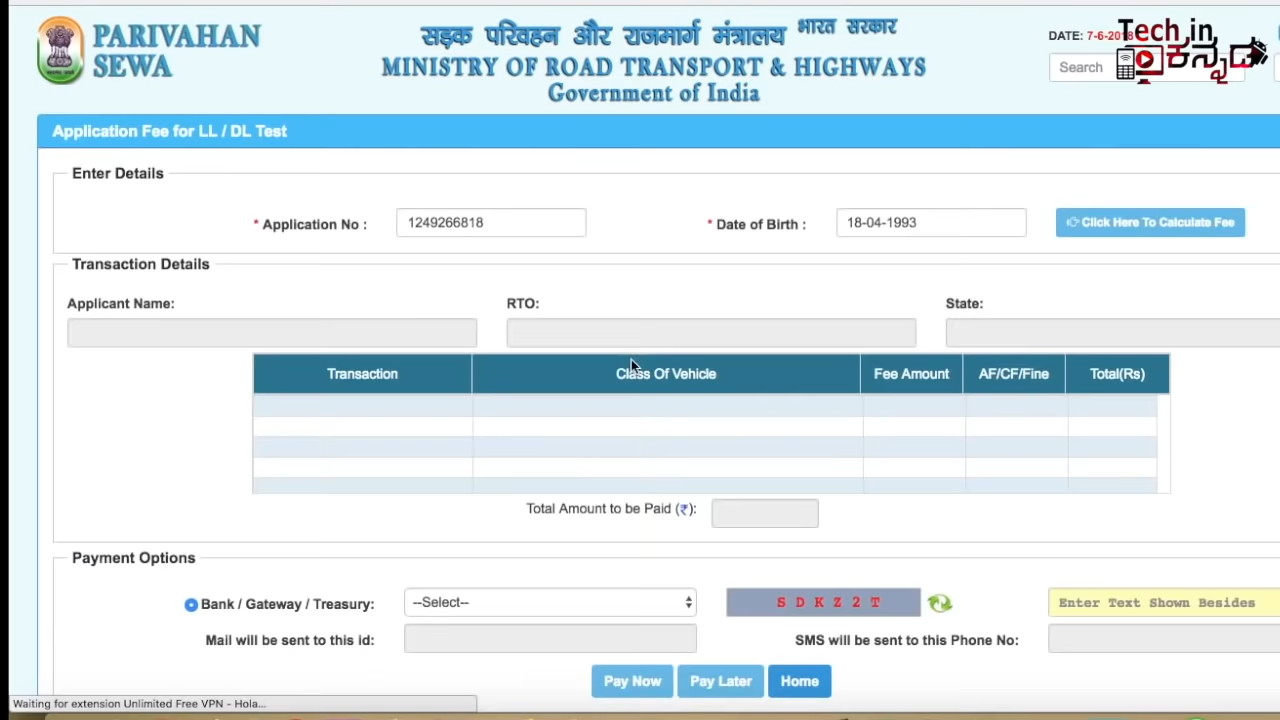 PARIVAHAN
SEWA
सड़क परिवहन और राजमार्ग मंत्रालय भारत सरकार
MINISTRY OF ROAD TRANSPORT & HIGHWAYS
Government of India
DATE: 7-6-2018
Search
Tech in
ಕನ್ನಡ
Application Fee for LL / DL Test
Enter Details
* Application No : 1249266818 * Date of Birth : 18-04-1993 Click Here To Calculate Fee
Transaction Details
Applicant Name: RTO: State:
Transaction Class Of Vehicle Fee Amount AF/CF/Fine Total(Rs)
Total Amount to be Paid (₹):
Payment Options
Bank / Gateway / Treasury: --Select-- S D K Z 2 T Enter Text Shown Besides
Mail will be sent to this id: SMS will be sent to this Phone No:
Pay Now Pay Later Home
Waiting for extension Unlimited Free VPN - Hola...